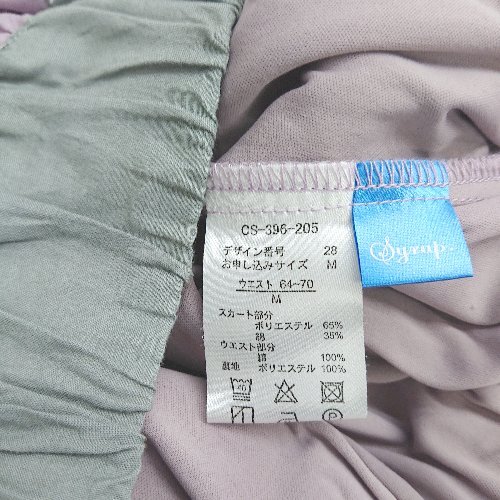 CS-396-205
デザイン番号 28
お申し込みサイズ M
ウエスト 64~70
M
スカート部分
ポリエステル 65%
綿 35%
ウエスト部分
綿 100%
裏地 ポリエステル 100%
Syrup.